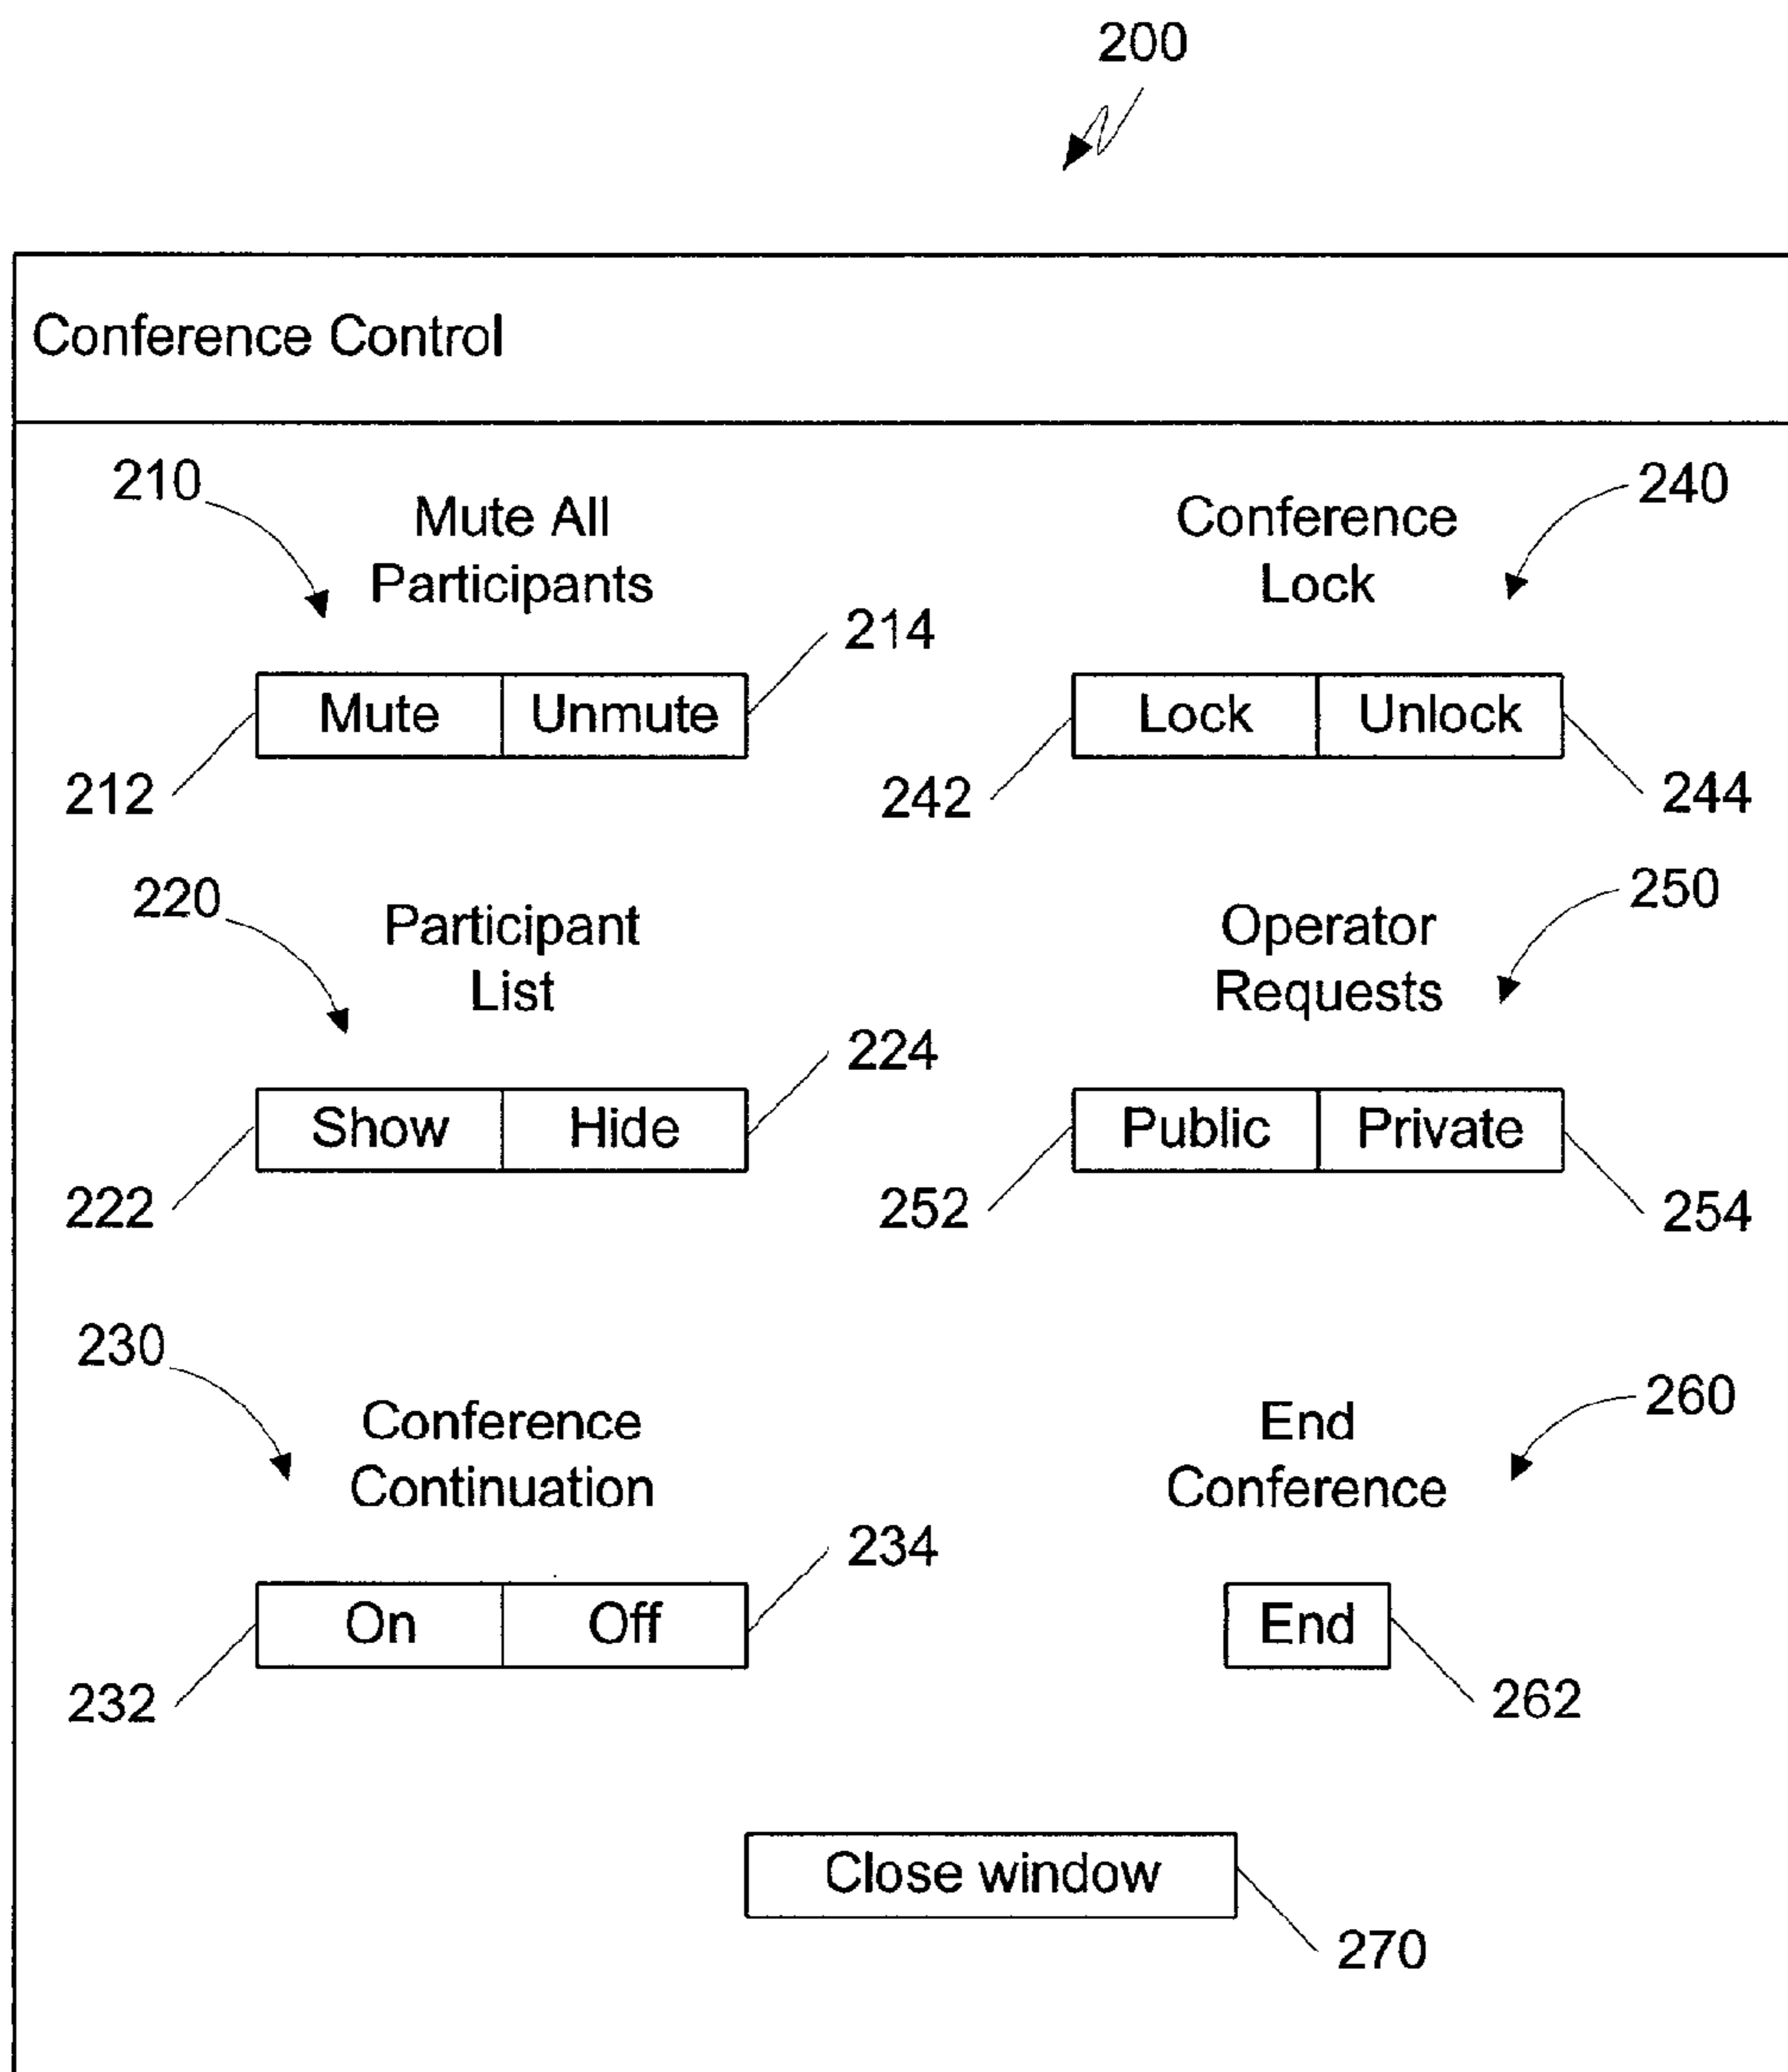 200
Conference Control
210
Mute All
Participants
214
Mute Unmute
212
240
Conference
Lock
Lock Unlock
242
244
220
Participant
List
224
Show Hide
222
250
Operator
Requests
Public Private
252
254
230
Conference
Continuation
234
On Off
232
260
End
Conference
End
262
Close window
270